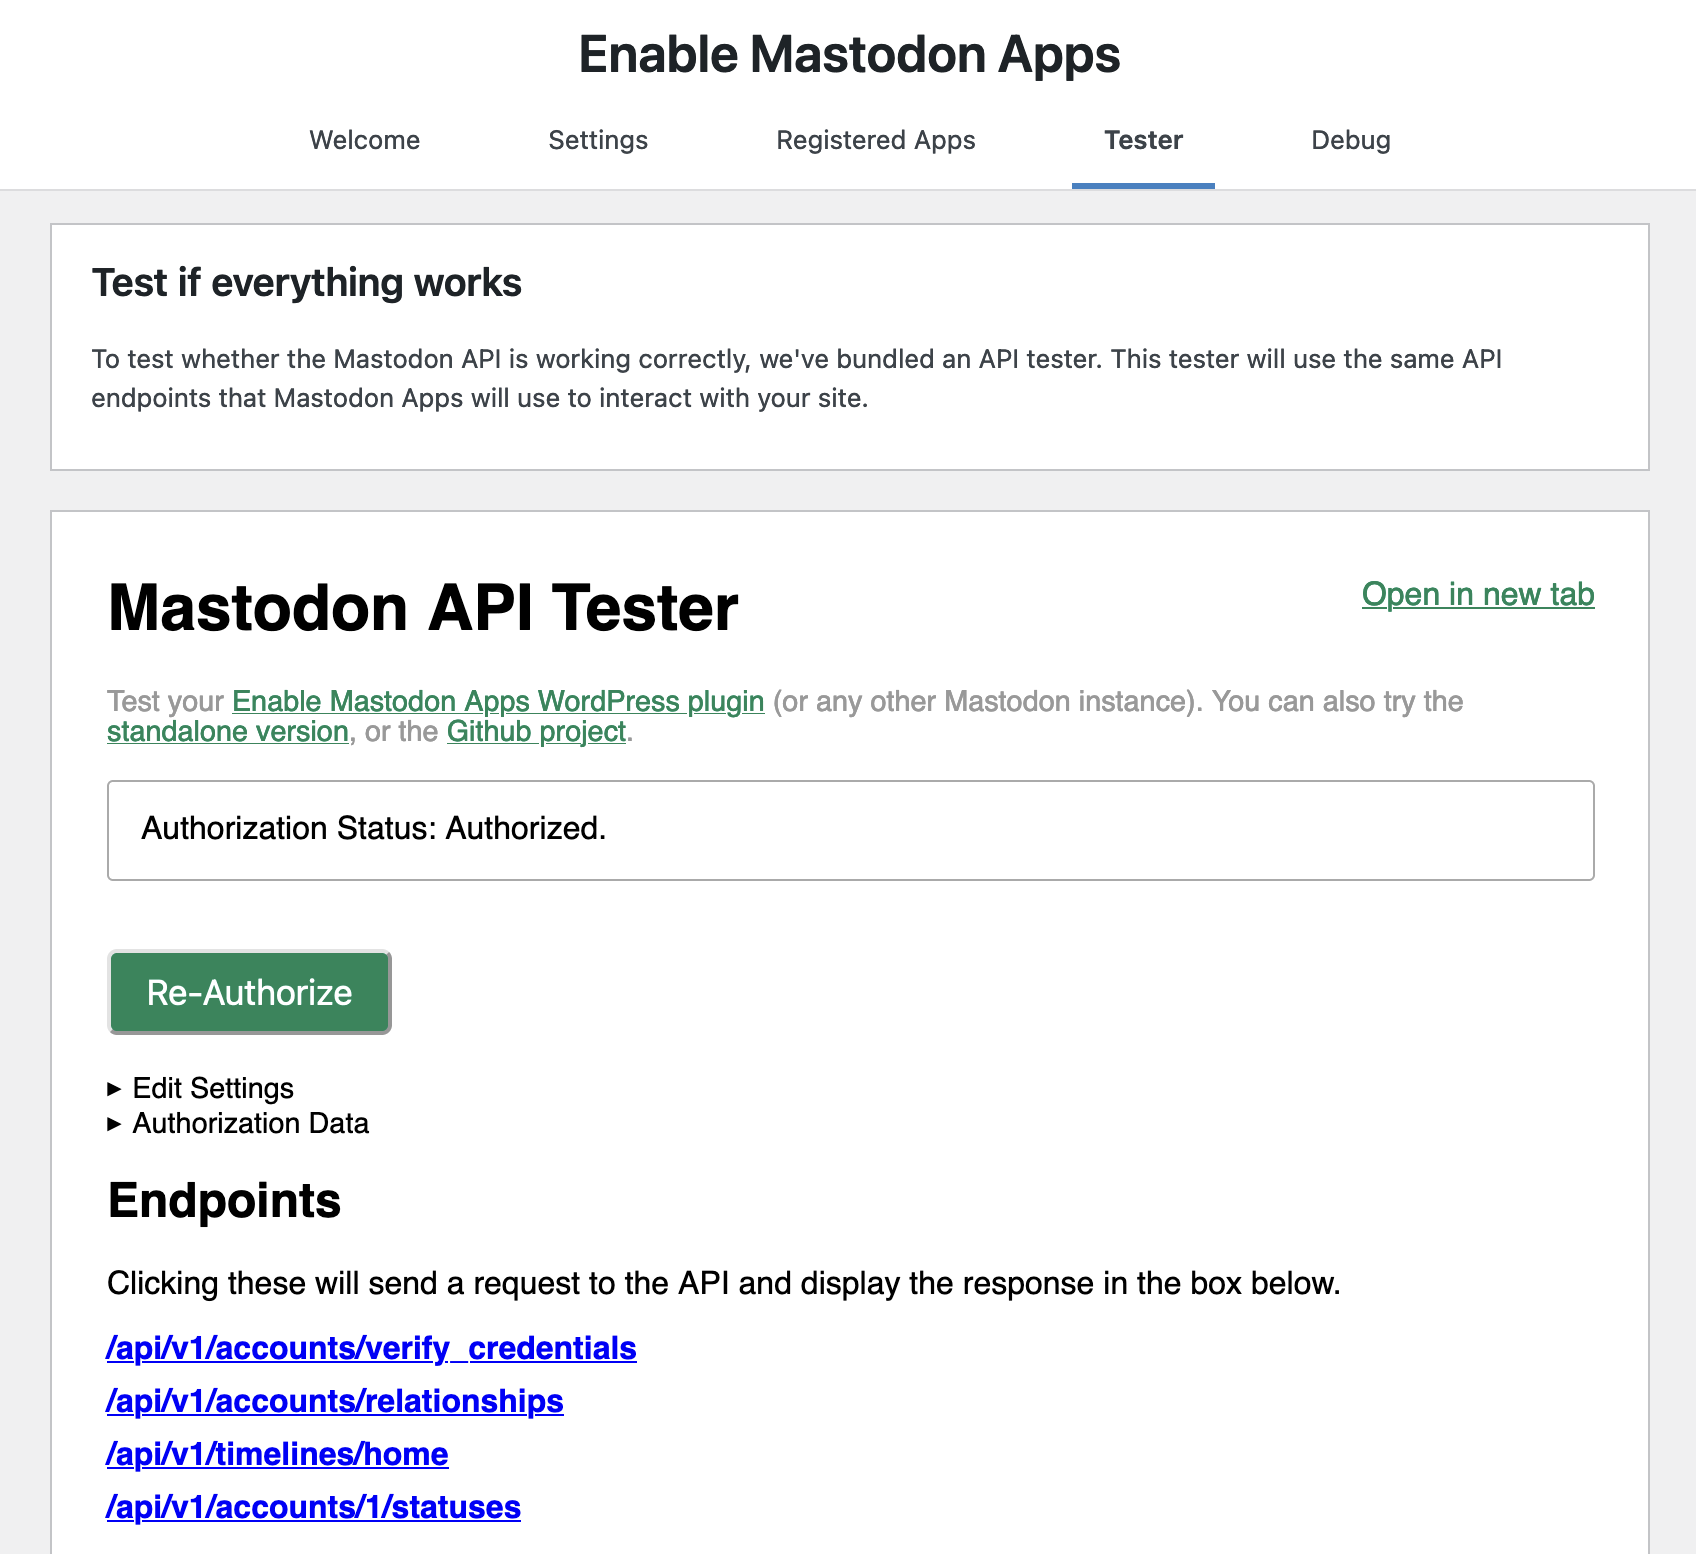 Enable Mastodon Apps
Welcome Settings Registered Apps Tester Debug
Test if everything works
To test whether the Mastodon API is working correctly, we've bundled an API tester. This tester will use the same API
endpoints that Mastodon Apps will use to interact with your site.
Mastodon API Tester
Open in new tab
Test your Enable Mastodon Apps WordPress plugin (or any other Mastodon instance). You can also try the
standalone version, or the Github project.
Authorization Status: Authorized.
Re-Authorize
▸ Edit Settings
▸ Authorization Data
Endpoints
Clicking these will send a request to the API and display the response in the box below.
/api/v1/accounts/verify_credentials
/api/v1/accounts/relationships
/api/v1/timelines/home
/api/v1/accounts/1/statuses